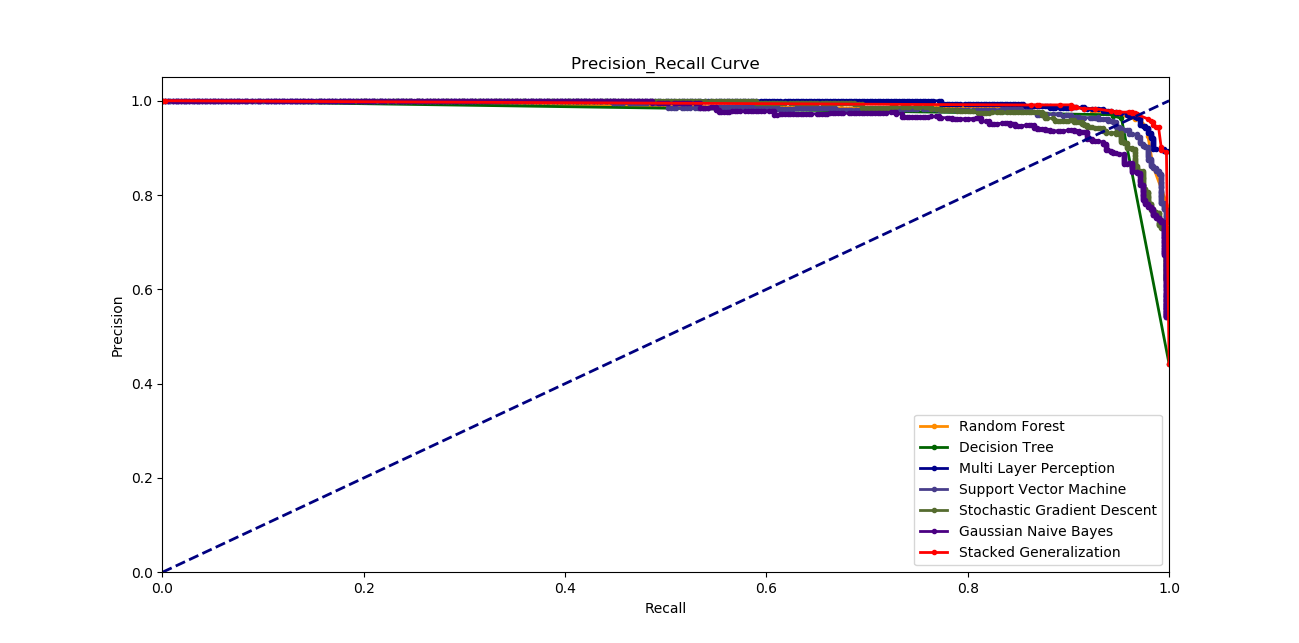 Precision_Recall Curve
Precision
1.0
0.8
0.6
0.4
0.2
0.0
0.0 0.2 0.4 0.6 0.8 1.0
Recall
Random Forest
Decision Tree
Multi Layer Perception
Support Vector Machine
Stochastic Gradient Descent
Gaussian Naive Bayes
Stacked Generalization